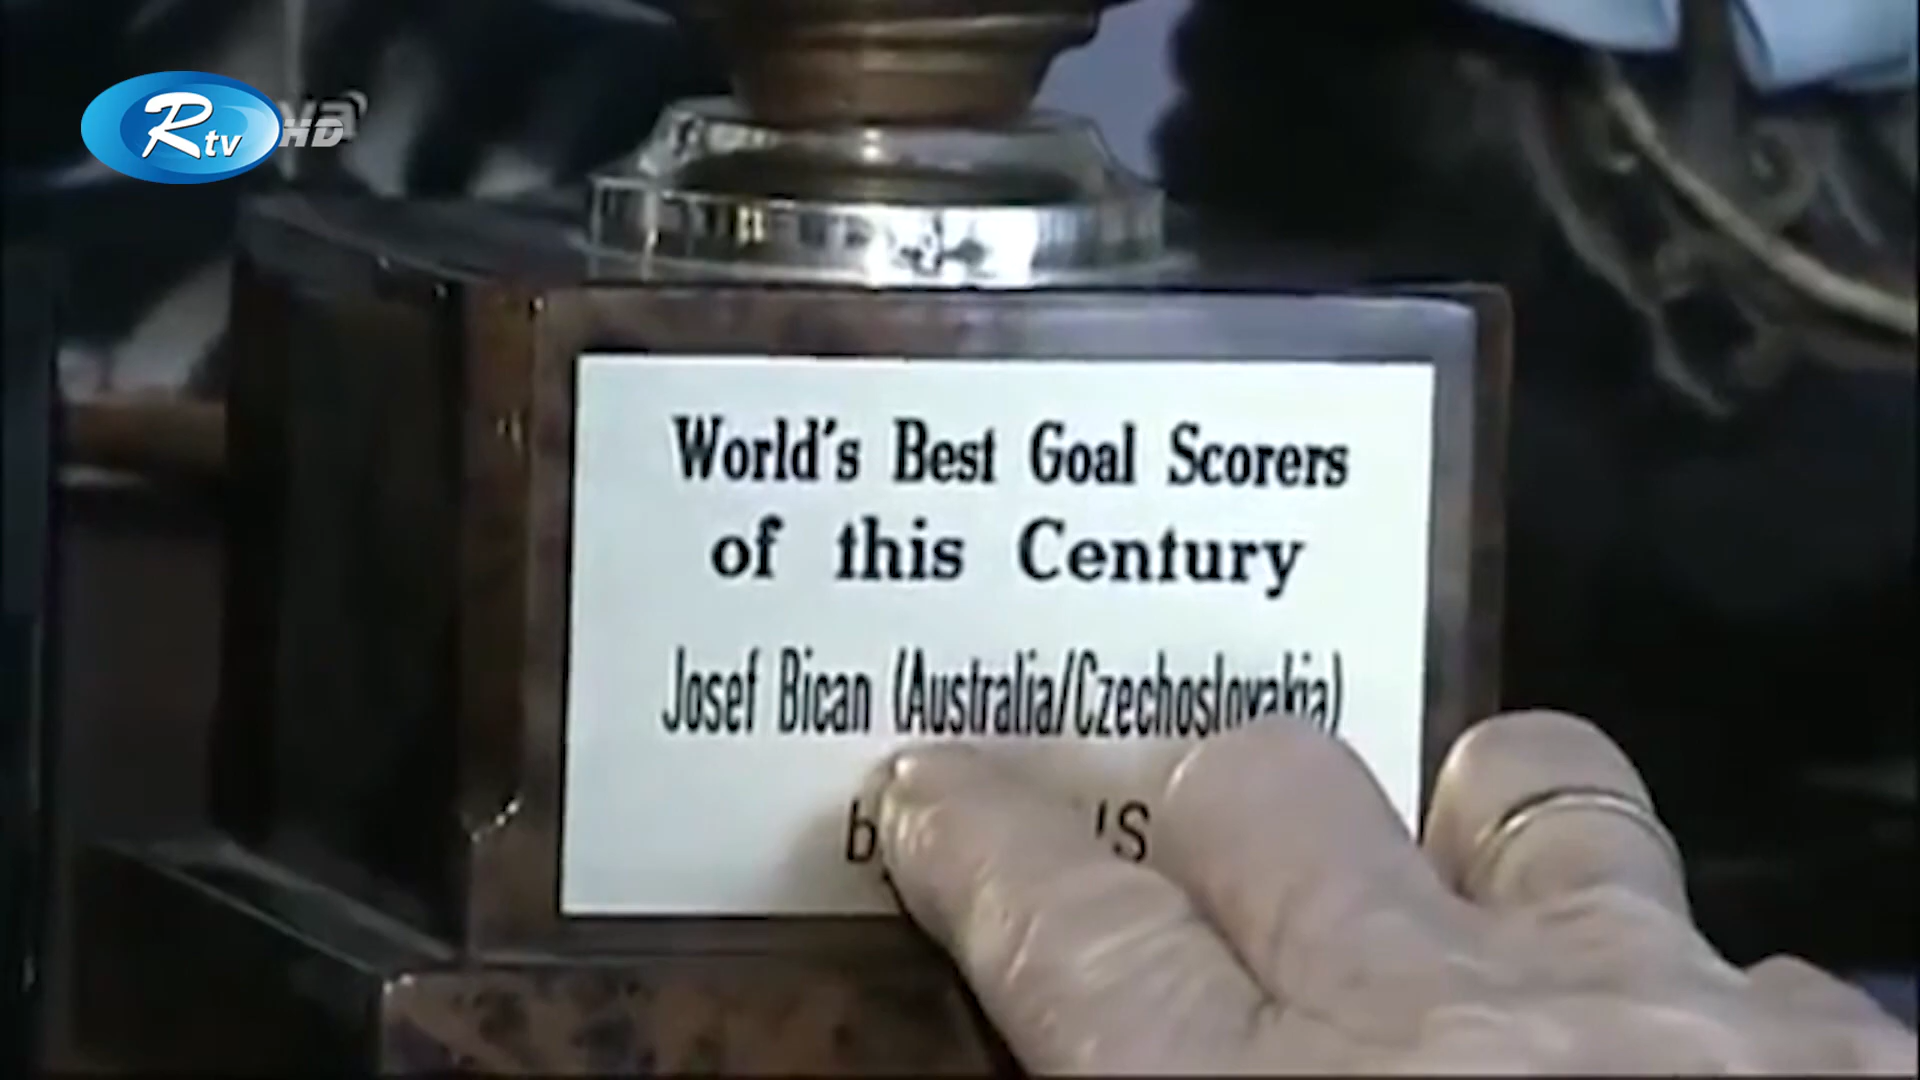 Rtv
HD
World's Best Goal Scorers
of this Century
Josef Bican (Australia/Czechoslovakia)